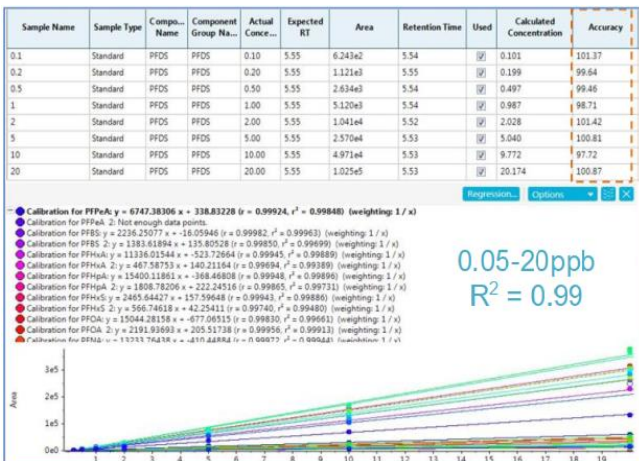 Sample Name Sample Type Compo... Name Component Group Na... Actual Conce... Expected RT Area Retention Time Used Calculated Concentration Accuracy
0.1 Standard PFDS PFDS 0.10 5.55 6.243e2 5.54 0.101 101.37
0.2 Standard PFDS PFDS 0.20 5.55 1.121e3 5.55 0.199 99.64
0.5 Standard PFDS PFDS 0.50 5.55 2.634e3 5.54 0.497 99.46
1 Standard PFDS PFDS 1.00 5.55 5.120e3 5.54 0.987 98.71
2 Standard PFDS PFDS 2.00 5.55 1.041e4 5.52 2.028 101.42
5 Standard PFDS PFDS 5.00 5.55 2.570e4 5.53 5.040 100.81
10 Standard PFDS PFDS 10.00 5.55 4.971e4 5.53 9.772 97.72
20 Standard PFDS PFDS 20.00 5.55 1.025e5 5.53 20.174 100.87
Regression... Options
Calibration for PFPeA: y = 6747.38306 x + 338.83228 (r = 0.99924, r² = 0.99848) (weighting: 1 / x)
Calibration for PFPeA 2: Not enough data points.
Calibration for PFBS: y = 2236.25077 x + -16.05946 (r = 0.99982, r² = 0.99963) (weighting: 1 / x)
Calibration for PFBS 2: y = 1383.61894 x + 135.80528 (r = 0.99850, r² = 0.99699) (weighting: 1 / x)
Calibration for PFHxA: y = 11336.01544 x + -523.72664 (r = 0.99945, r² = 0.99889) (weighting: 1 / x)
Calibration for PFHxA 2: y = 467.58753 x + 140.21164 (r = 0.99694, r² = 0.99389) (weighting: 1 / x)
Calibration for PFHpA: y = 15400.11861 x + -368.46808 (r = 0.99948, r² = 0.99896) (weighting: 1 / x)
Calibration for PFHpA 2: y = 1808.78206 x + 222.24516 (r = 0.99865, r² = 0.99731) (weighting: 1 / x)
Calibration for PFHxS: y = 2465.64427 x + 157.59648 (r = 0.99943, r² = 0.99886) (weighting: 1 / x)
Calibration for PFHxS 2: y = 566.74618 x + 42.25411 (r = 0.99740, r² = 0.99480) (weighting: 1 / x)
Calibration for PFOA: y = 15044.28158 x + -677.06515 (r = 0.99830, r² = 0.99661) (weighting: 1 / x)
Calibration for PFOA 2: y = 2191.93693 x + 205.51738 (r = 0.99956, r² = 0.99913) (weighting: 1 / x)
Calibration for PFNA: y = 13233.76438 x + -410.44884 (r = 0.99972, r² = 0.99944) (weighting: 1 / x)
0.05-20ppb
R² = 0.99
Area
3e5
2e5
1e5
0e0
1 2 3 4 5 6 7 8 9 10 11 12 13 14 15 16 17 18 19